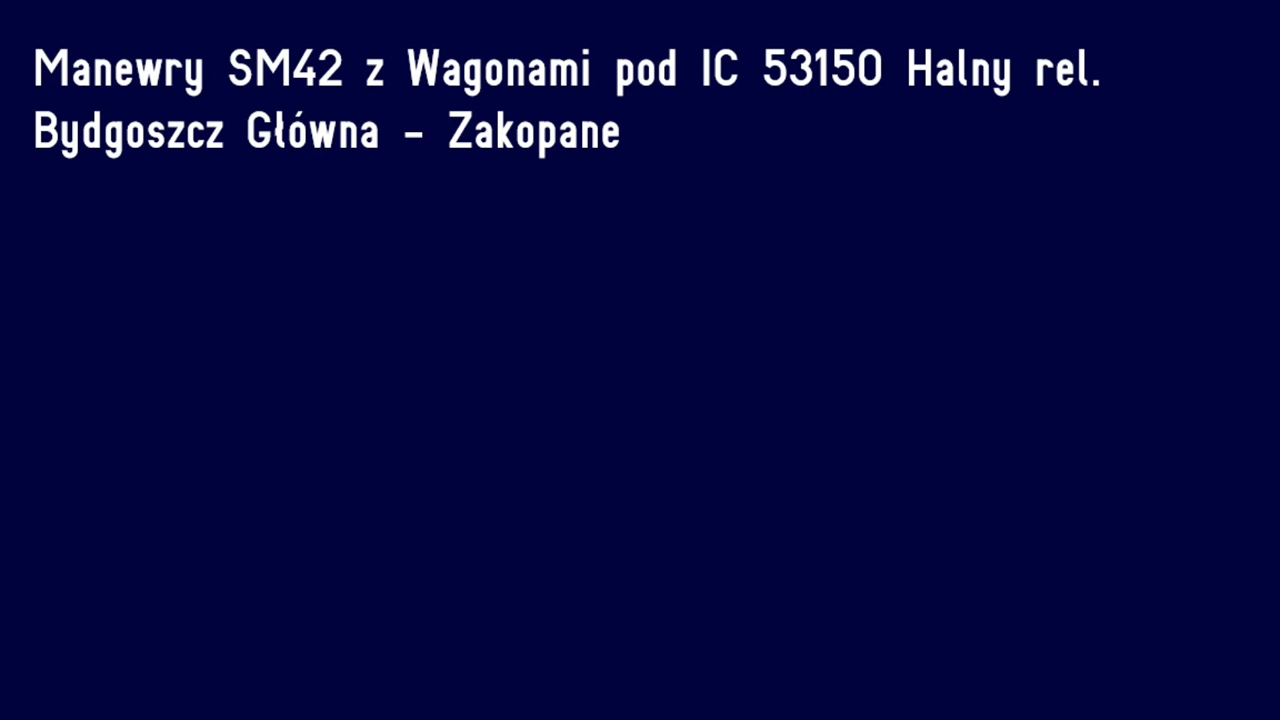 Manewry SM42 z Wagonami pod IC 53150 Halny rel.
Bydgoszcz Główna - Zakopane